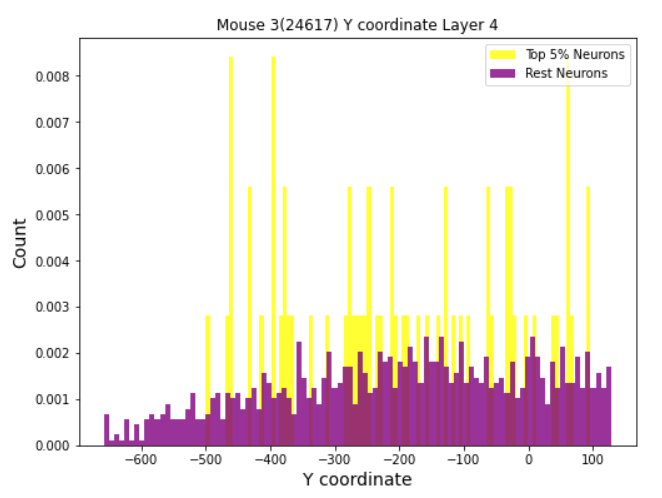 Mouse 3(24617) Y coordinate Layer 4
Top 5% Neurons
Rest Neurons
Count
0.008
0.007
0.006
0.005
0.004
0.003
0.002
0.001
0.000
−600 −500 −400 −300 −200 −100 0 100
Y coordinate